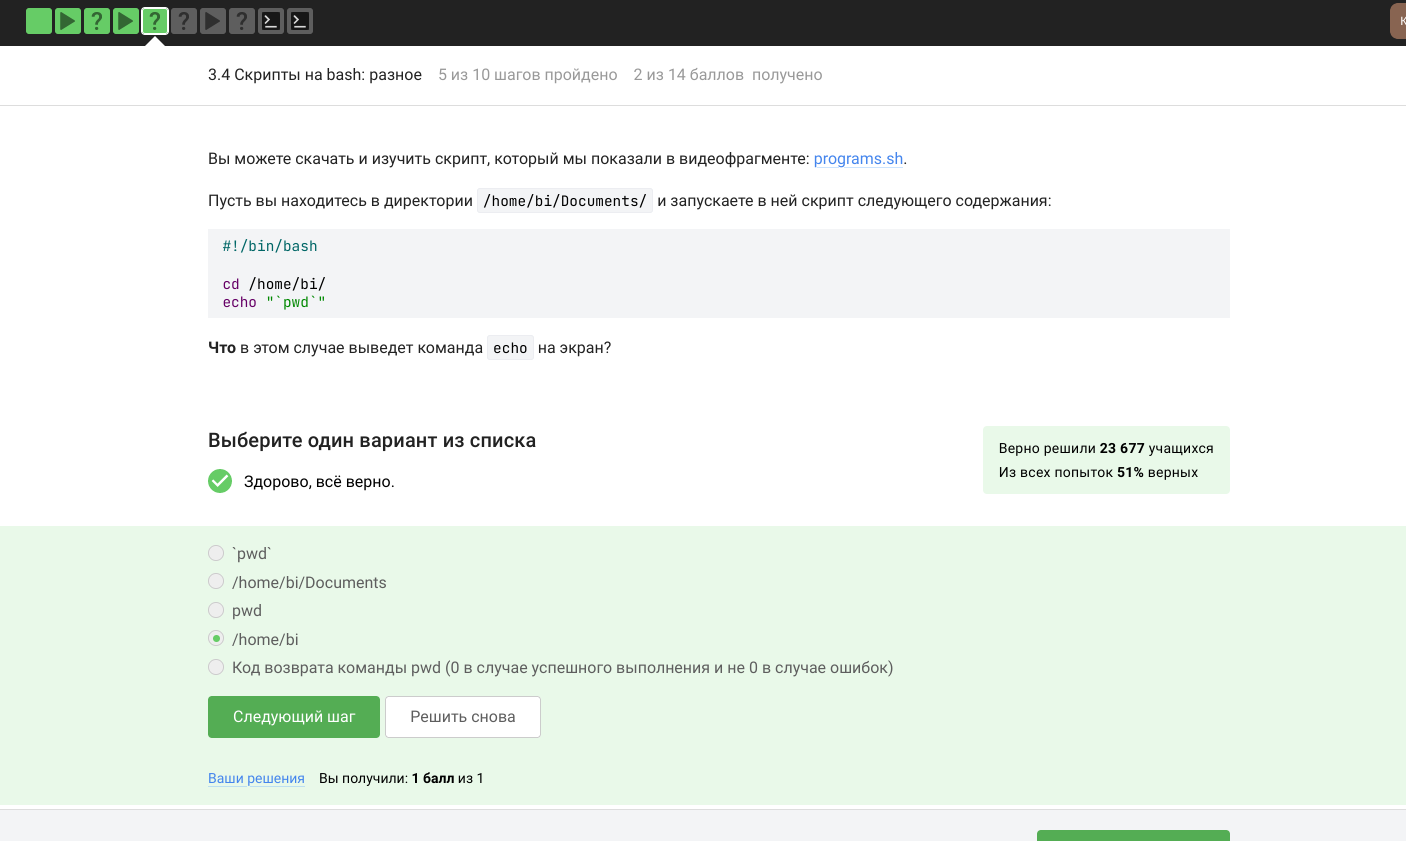 К
3.4 Скрипты на bash: разное 5 из 10 шагов пройдено 2 из 14 баллов получено
Вы можете скачать и изучить скрипт, который мы показали в видеофрагменте: programs.sh.
Пусть вы находитесь в директории /home/bi/Documents/ и запускаете в ней скрипт следующего содержания:
#!/bin/bash
cd /home/bi/
echo "`pwd`"
Что в этом случае выведет команда echo на экран?
Выберите один вариант из списка
Здорово, всё верно.
Верно решили 23 677 учащихся
Из всех попыток 51% верных
`pwd`
/home/bi/Documents
pwd
/home/bi
Код возврата команды pwd (0 в случае успешного выполнения и не 0 в случае ошибок)
Следующий шаг Решить снова
Ваши решения Вы получили: 1 балл из 1